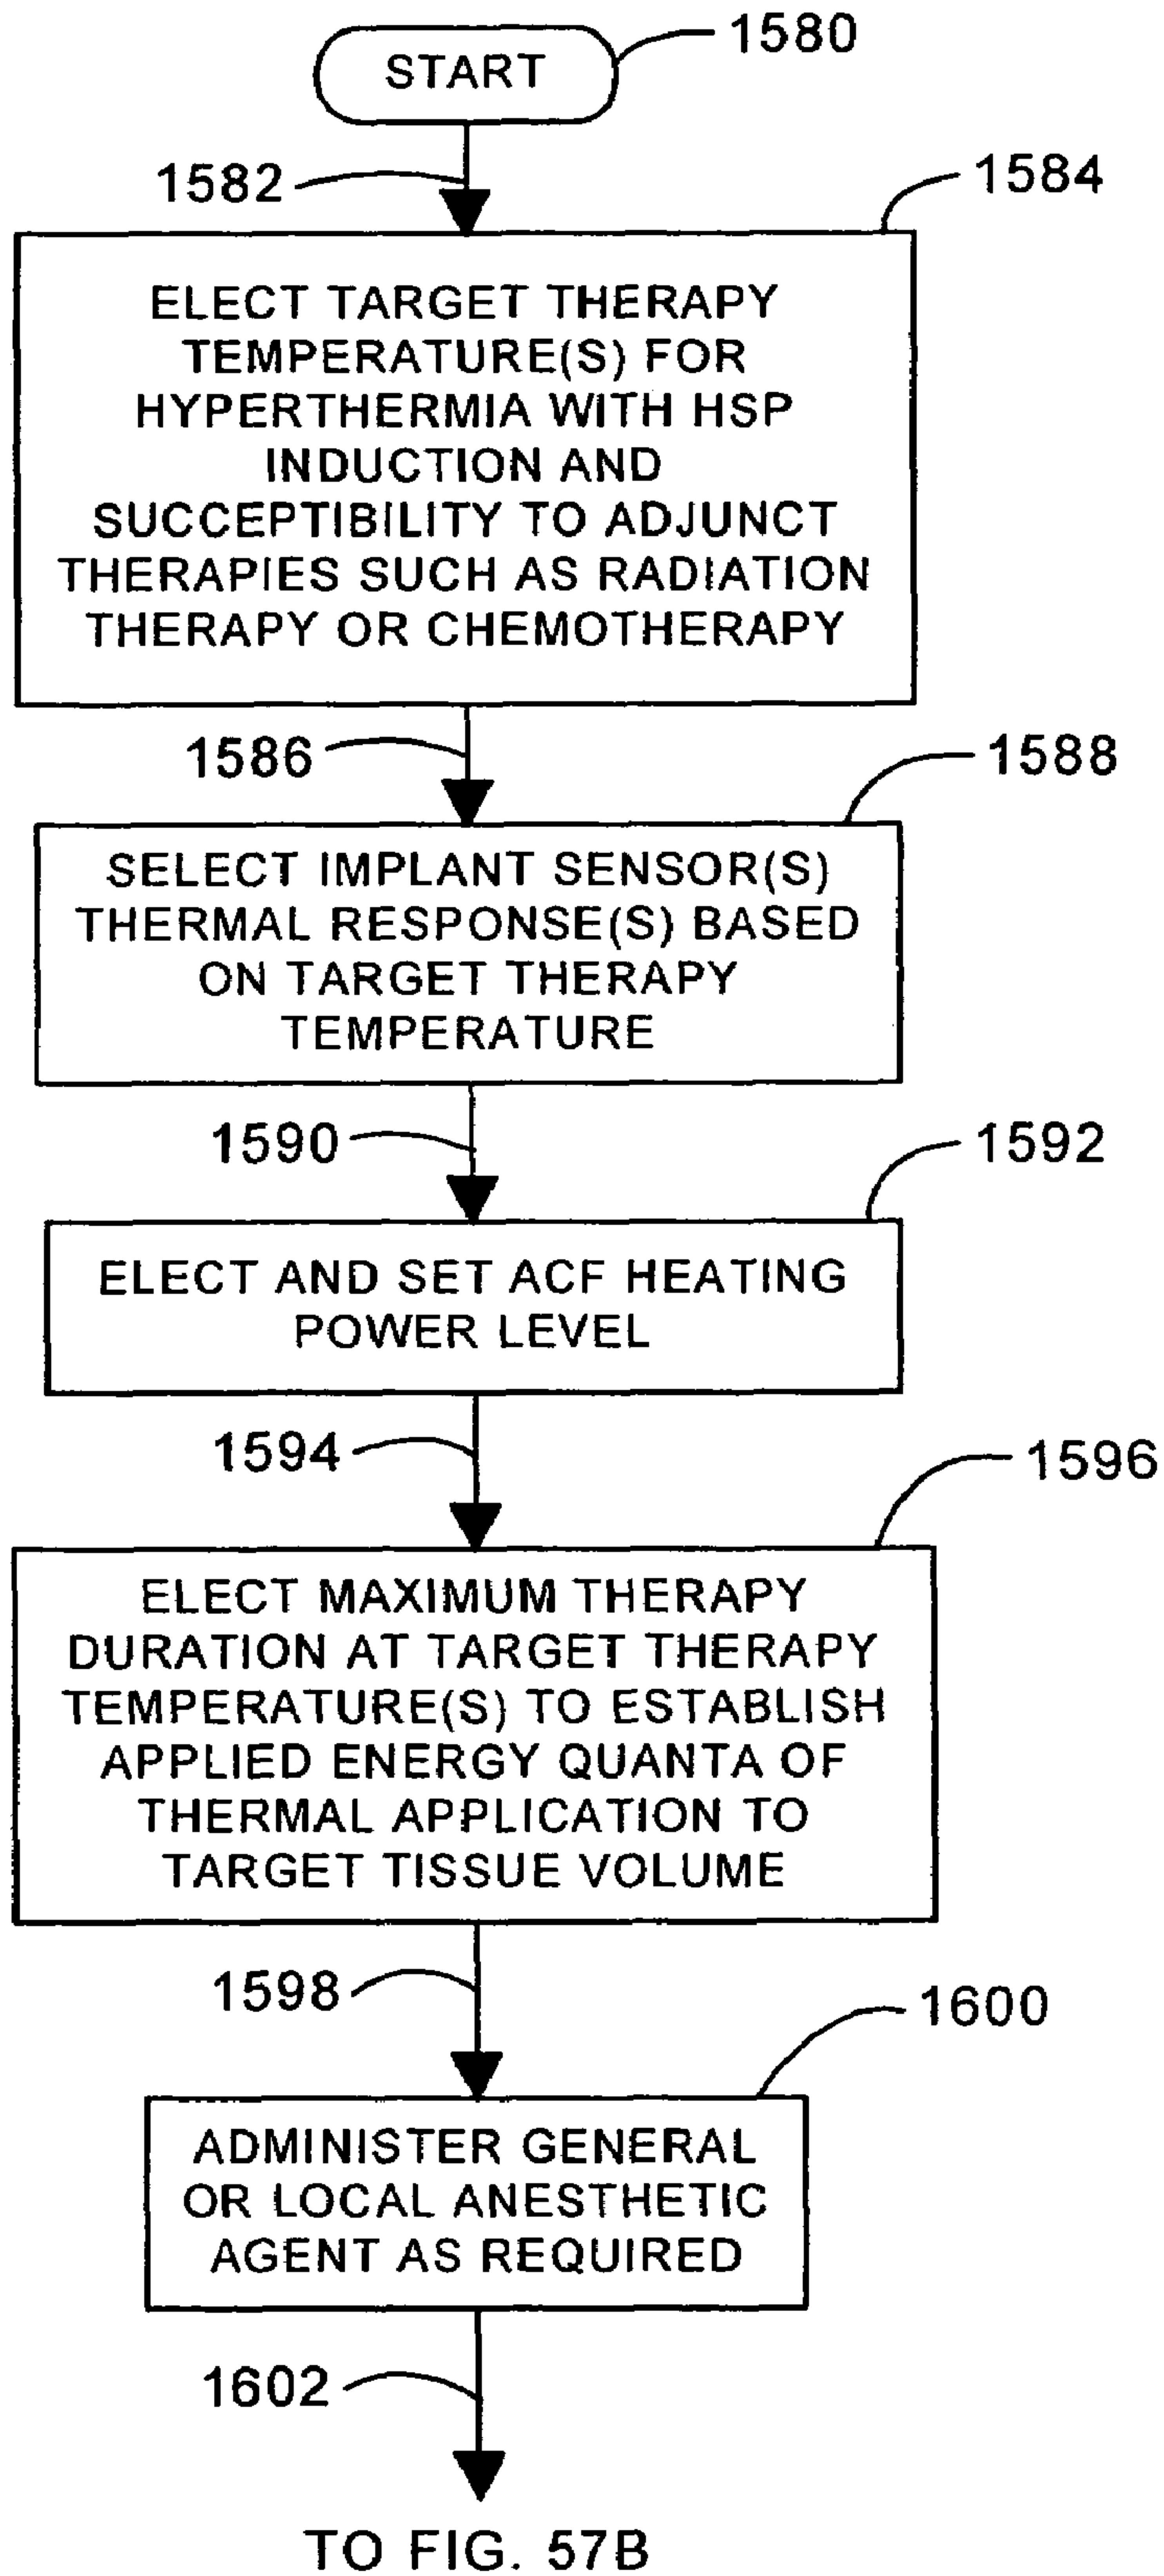 1580
START
1582
1584
ELECT TARGET THERAPY
TEMPERATURE(S) FOR
HYPERTHERMIA WITH HSP
INDUCTION AND
SUCCEPTIBILITY TO ADJUNCT
THERAPIES SUCH AS RADIATION
THERAPY OR CHEMOTHERAPY
1586
1588
SELECT IMPLANT SENSOR(S)
THERMAL RESPONSE(S) BASED
ON TARGET THERAPY
TEMPERATURE
1590
1592
ELECT AND SET ACF HEATING
POWER LEVEL
1594
1596
ELECT MAXIMUM THERAPY
DURATION AT TARGET THERAPY
TEMPERATURE(S) TO ESTABLISH
APPLIED ENERGY QUANTA OF
THERMAL APPLICATION TO
TARGET TISSUE VOLUME
1598
1600
ADMINISTER GENERAL
OR LOCAL ANESTHETIC
AGENT AS REQUIRED
1602
TO FIG. 57B